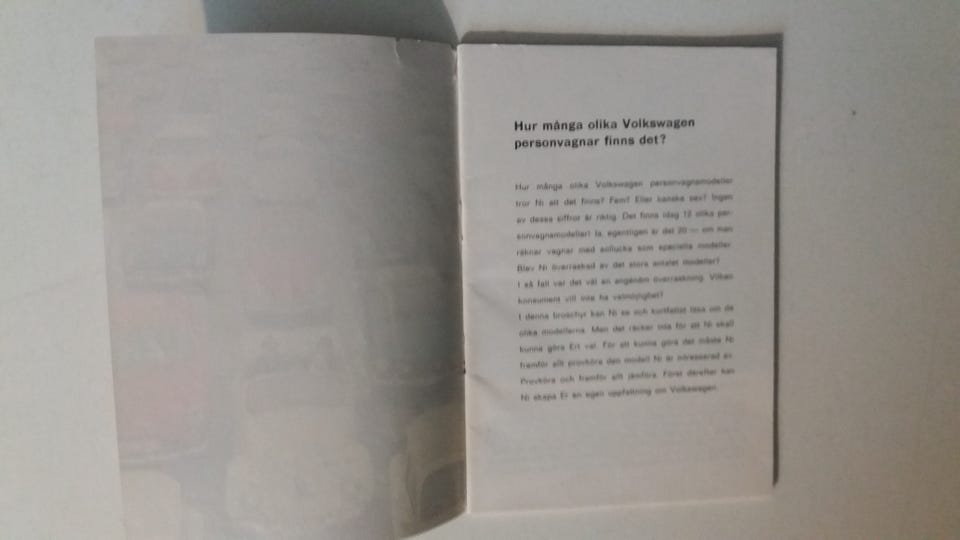 Hur många olika Volkswagen
personvagnar finns det?
Hur många olika Volkswagen personvagnsmodeller
tror Ni att det finns? Fem? Eller kanske sex? Ingen
av dessa siffror är riktig. Det finns idag 12 olika per-
sonvagnsmodeller! Ja, egentligen är det 20 — om man
räknar vagnar med sollucka som speciella modeller.
Blev Ni överraskad av det stora antalet modeller?
I så fall var det väl en angenäm överraskning. Vilken
konsument vill inte ha valmöjlighet?
I denna broschyr kan Ni se och kortfattat läsa om de
olika modellerna. Men det räcker inte för att Ni skall
kunna göra Ert val. För att kunna göra det måste Ni
framför allt provköra den modell Ni är intresserad av.
Provköra och framför allt jämföra. Först därefter kan
Ni skapa Er en egen uppfattning om Volkswagen.